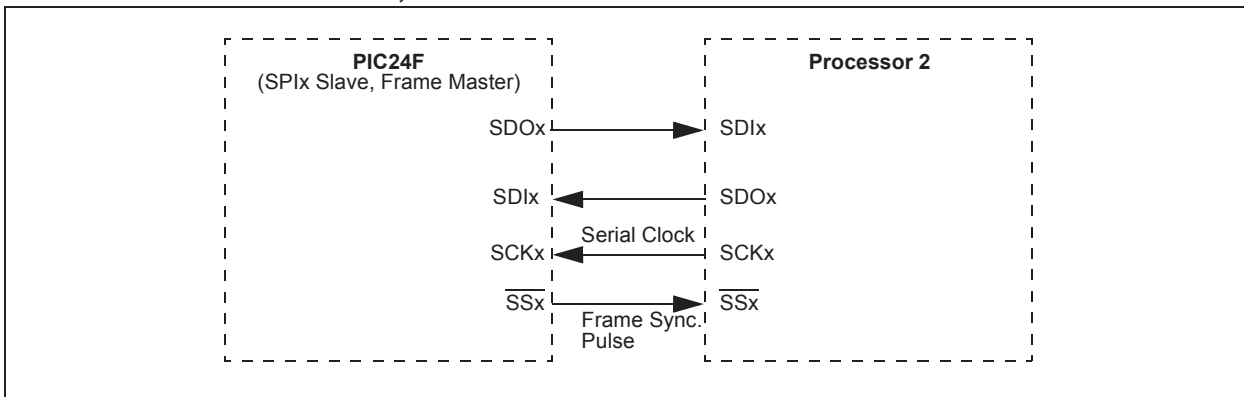 PIC24F
(SPIx Slave, Frame Master)
Processor 2
SDOx
SDIx
SDIx
SDOx
Serial Clock
SCKx
SCKx
SSx
SSx
Frame Sync.
Pulse